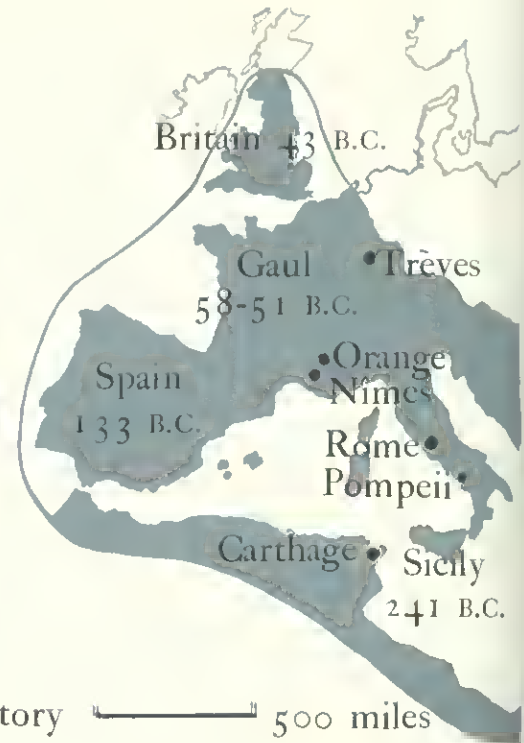 Britain 43 B.C.
Gaul
Trèves
58-51 B.C.
Orange
Nîmes
Spain
133 B.C.
Rome
Pompeii
Carthage
Sicily
241 B.C.
tory
500 miles